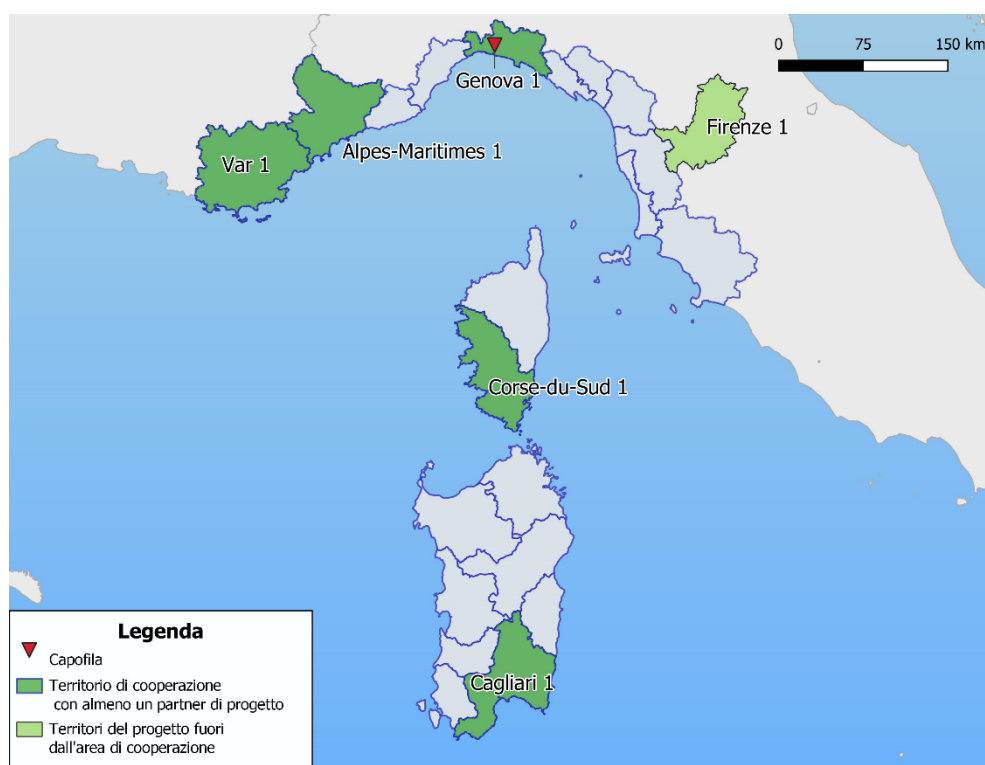 0 75 150 km
Genova 1
Firenze 1
Alpes-Maritimes 1
Var 1
Corse-du-Sud 1
Cagliari 1
Legenda
Capofila
Territorio di cooperazione
con almeno un partner di progetto
Territori del progetto fuori
dall'area di cooperazione